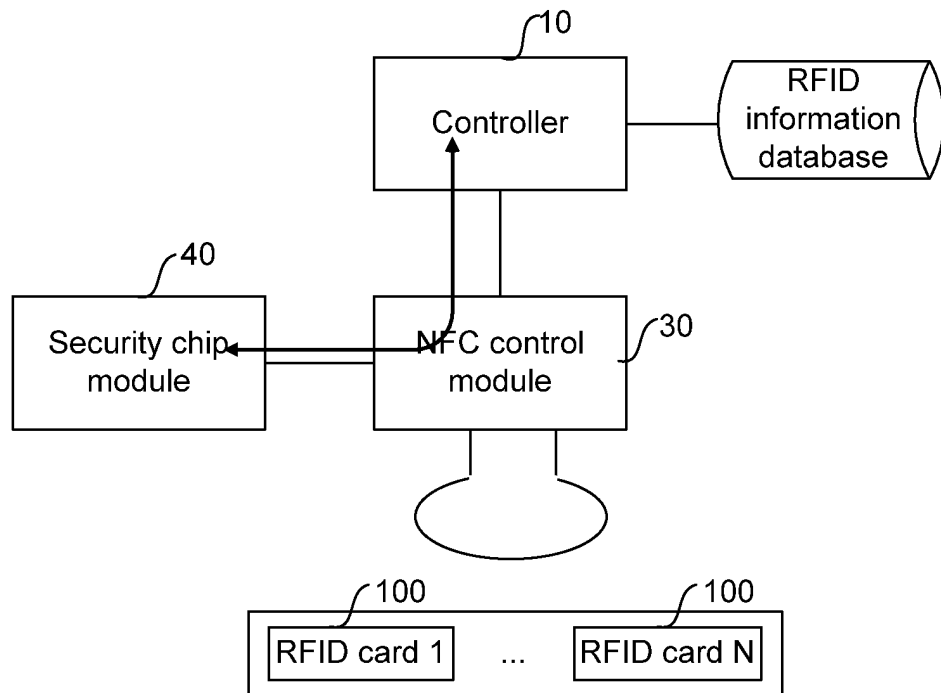 10
Controller
RFID
information
database
40
Security chip
module
30
NFC control
module
100
RFID card 1
...
100
RFID card N